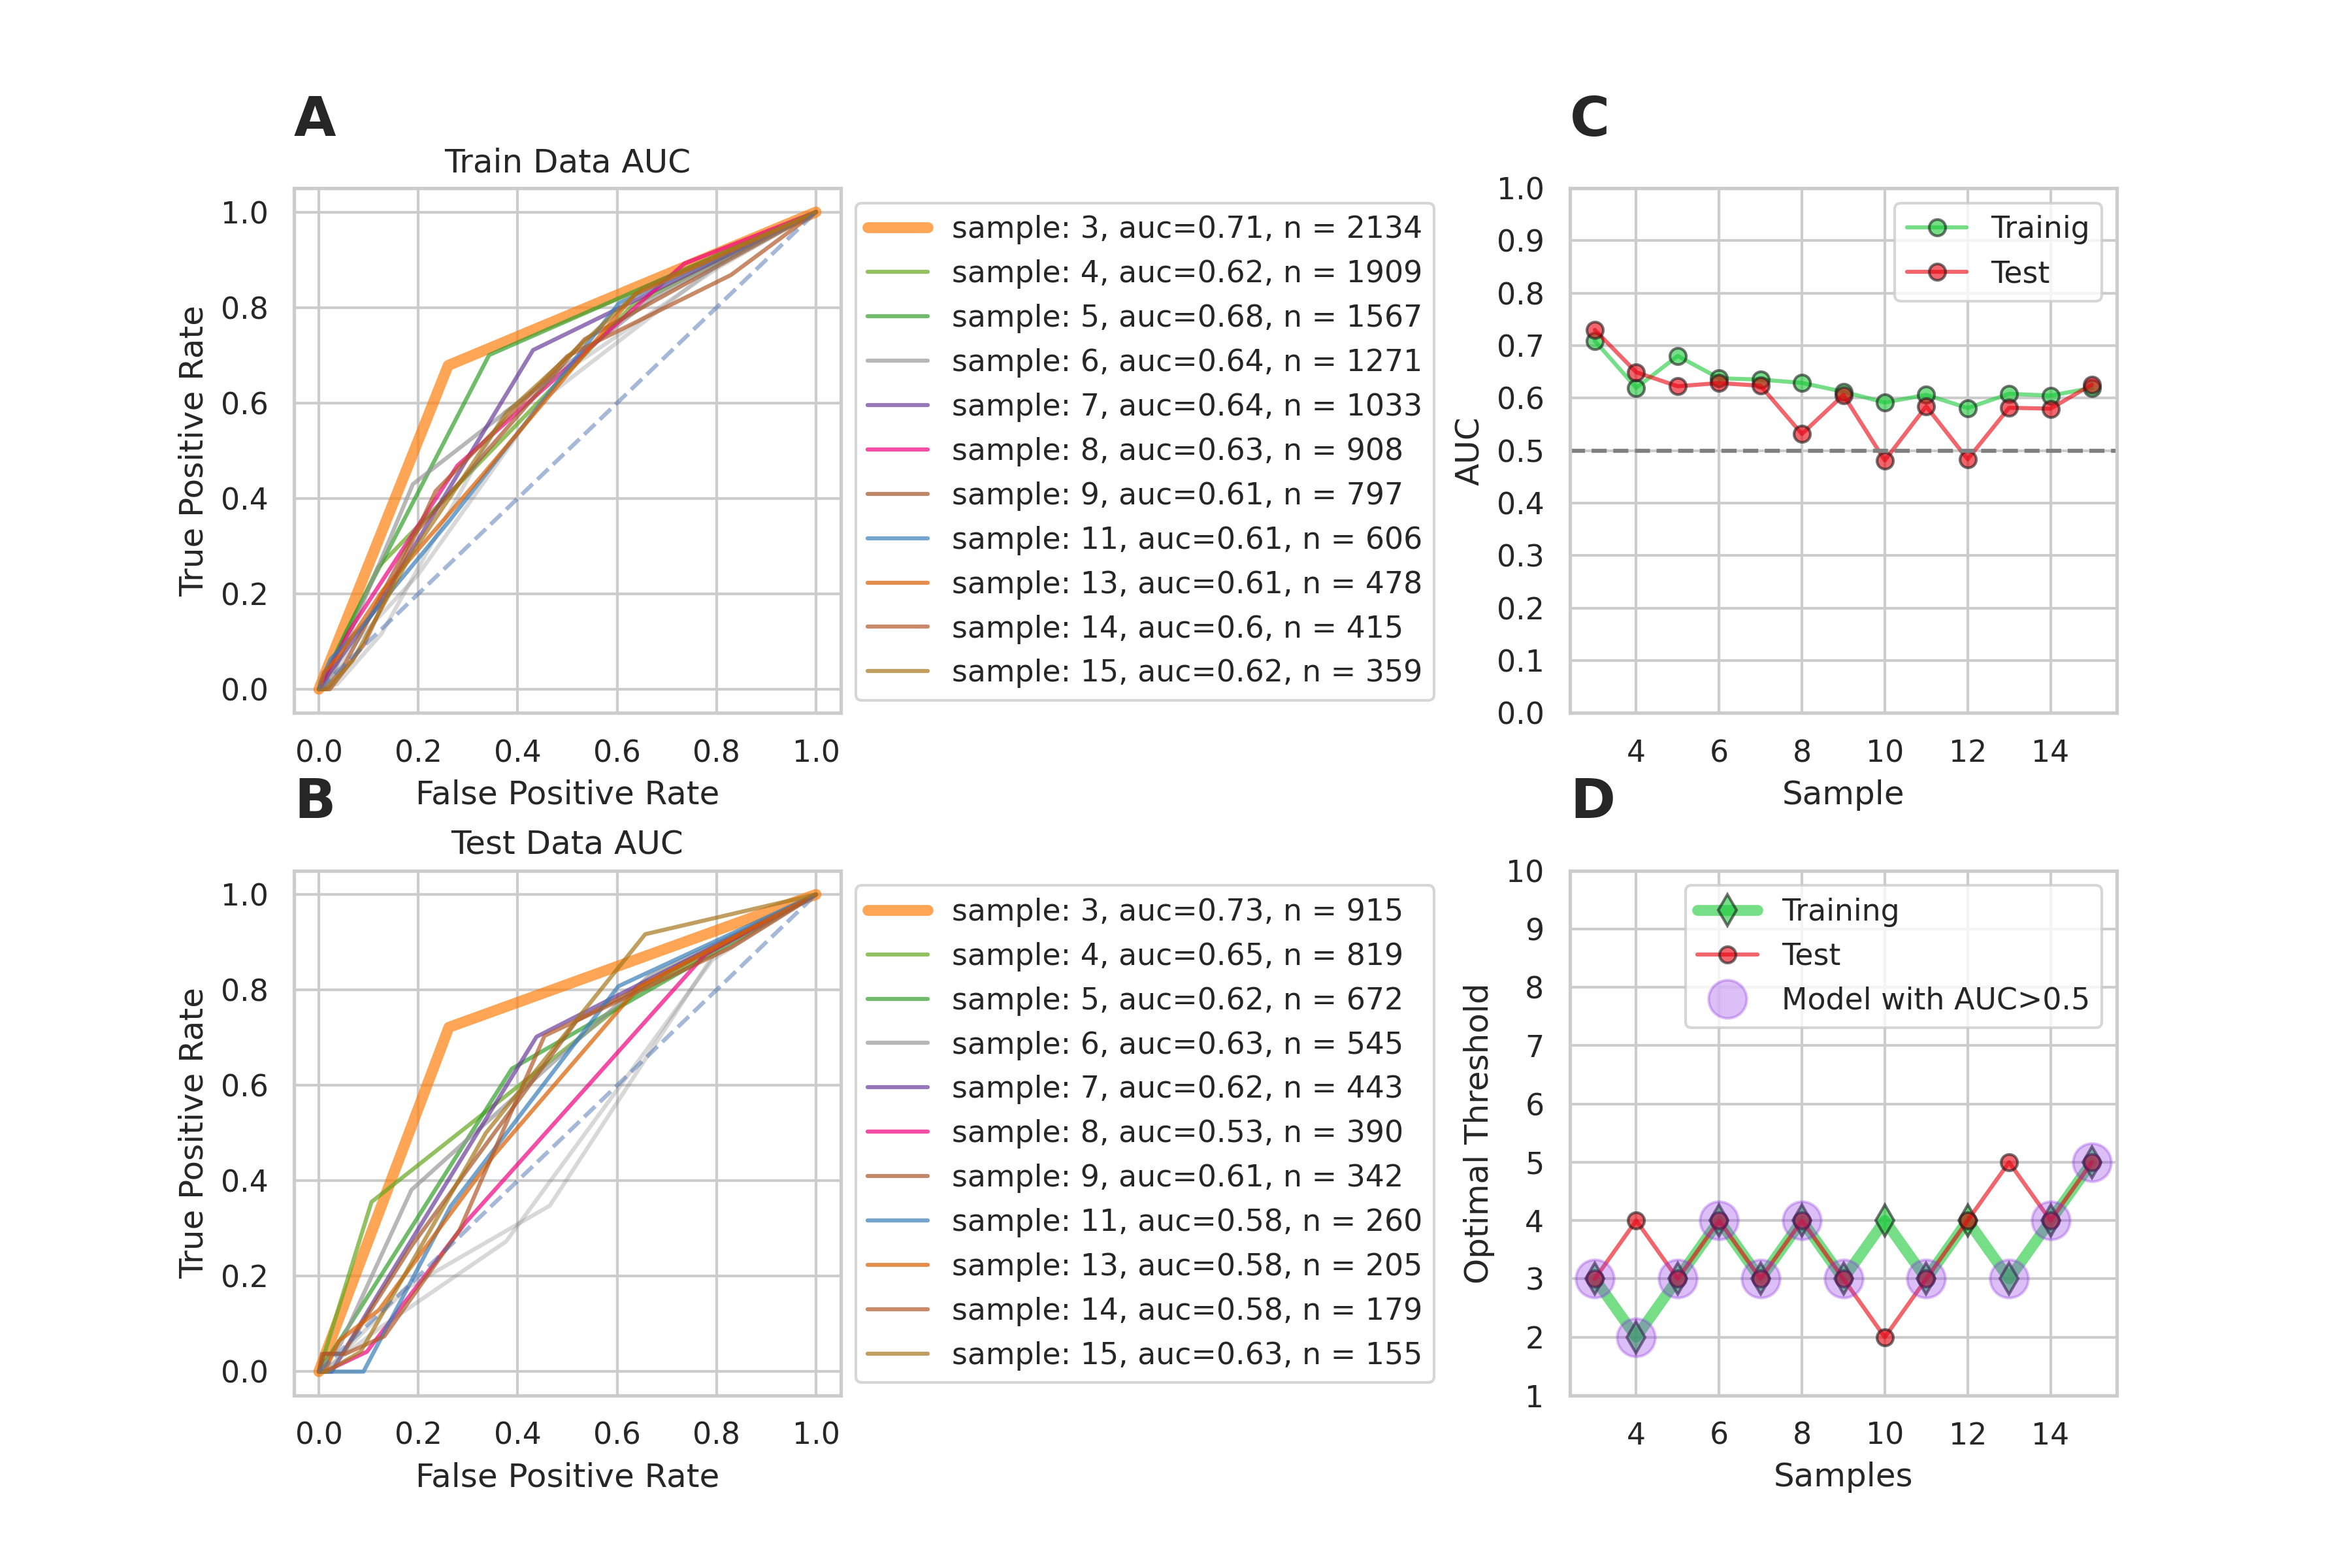 A
Train Data AUC
True Positive Rate
1.0
0.8
0.6
0.4
0.2
0.0
0.0 0.2 0.4 0.6 0.8 1.0
False Positive Rate
sample: 3, auc=0.71, n = 2134
sample: 4, auc=0.62, n = 1909
sample: 5, auc=0.68, n = 1567
sample: 6, auc=0.64, n = 1271
sample: 7, auc=0.64, n = 1033
sample: 8, auc=0.63, n = 908
sample: 9, auc=0.61, n = 797
sample: 11, auc=0.61, n = 606
sample: 13, auc=0.61, n = 478
sample: 14, auc=0.6, n = 415
sample: 15, auc=0.62, n = 359
C
AUC
1.0
0.9
0.8
0.7
0.6
0.5
0.4
0.3
0.2
0.1
0.0
Trainig
Test
4 6 8 10 12 14
Sample
B
Test Data AUC
True Positive Rate
1.0
0.8
0.6
0.4
0.2
0.0
0.0 0.2 0.4 0.6 0.8 1.0
False Positive Rate
sample: 3, auc=0.73, n = 915
sample: 4, auc=0.65, n = 819
sample: 5, auc=0.62, n = 672
sample: 6, auc=0.63, n = 545
sample: 7, auc=0.62, n = 443
sample: 8, auc=0.53, n = 390
sample: 9, auc=0.61, n = 342
sample: 11, auc=0.58, n = 260
sample: 13, auc=0.58, n = 205
sample: 14, auc=0.58, n = 179
sample: 15, auc=0.63, n = 155
D
Optimal Threshold
10
9
8
7
6
5
4
3
2
1
Training
Test
Model with AUC>0.5
4 6 8 10 12 14
Samples